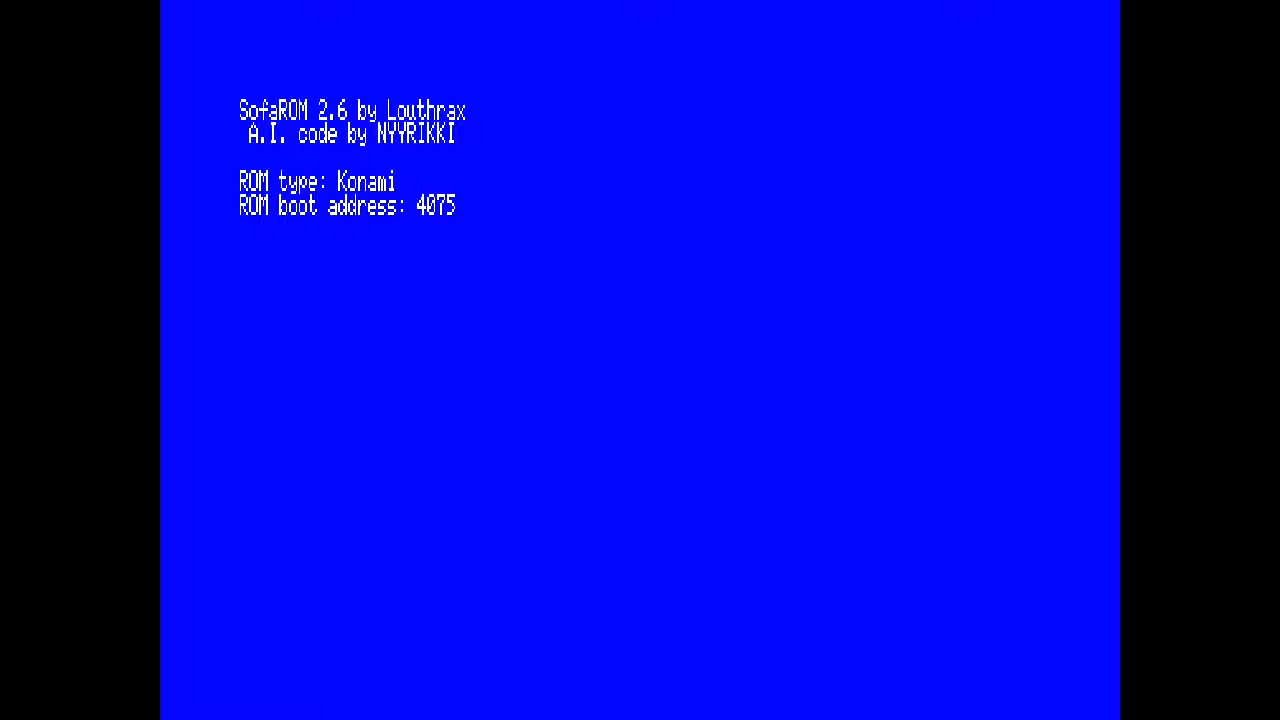 SofaROM 2.6 by Louthrax
A.I. code by NYYRIKKI
ROM type: Konami
ROM boot address: 4075